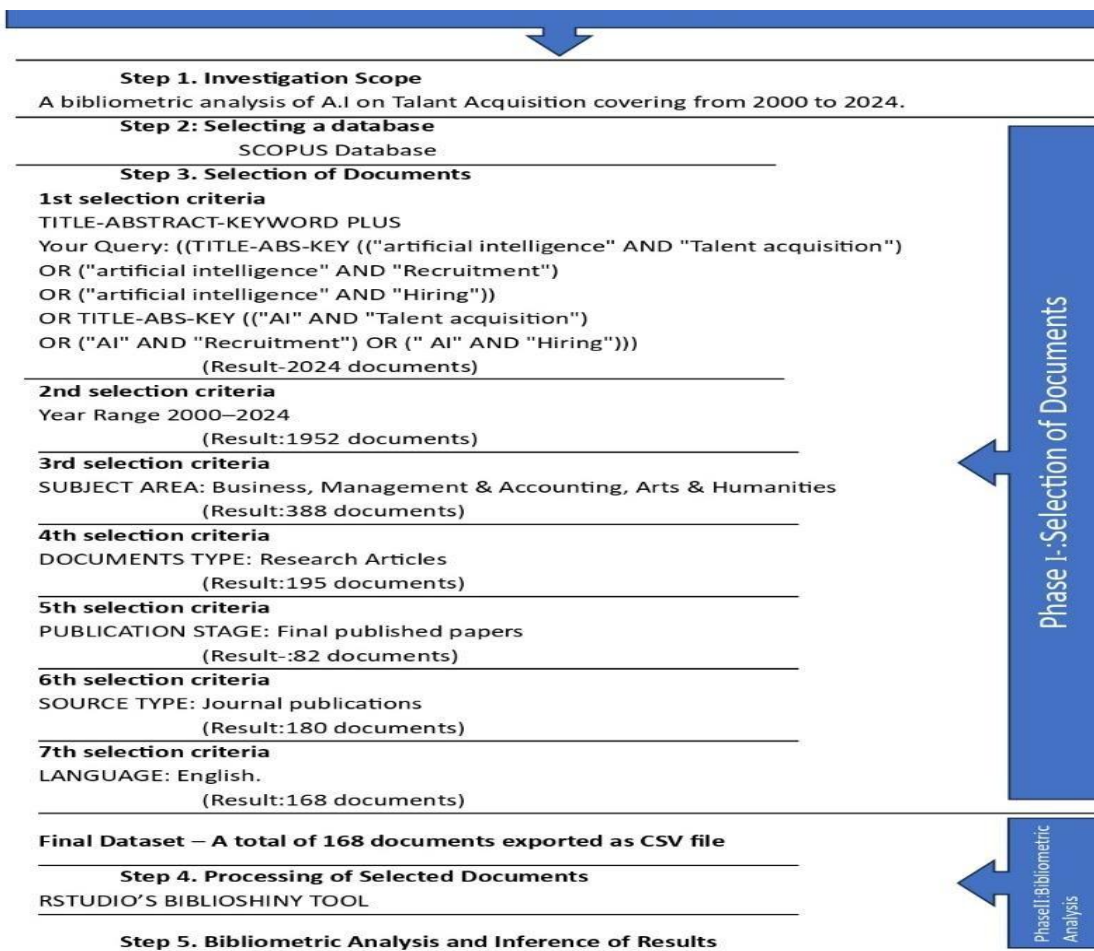 Step 1. Investigation Scope
A bibliometric analysis of A.I on Talant Acquisition covering from 2000 to 2024.
Step 2: Selecting a database
SCOPUS Database
Step 3. Selection of Documents
1st selection criteria
TITLE-ABSTRACT-KEYWORD PLUS
Your Query: ((TITLE-ABS-KEY (("artificial intelligence" AND "Talent acquisition")
OR ("artificial intelligence" AND "Recruitment")
OR ("artificial intelligence" AND "Hiring"))
OR TITLE-ABS-KEY (("AI" AND "Talent acquisition")
OR ("AI" AND "Recruitment") OR (" AI" AND "Hiring")))
(Result-2024 documents)
2nd selection criteria
Year Range 2000–2024
(Result:1952 documents)
3rd selection criteria
SUBJECT AREA: Business, Management & Accounting, Arts & Humanities
(Result:388 documents)
4th selection criteria
DOCUMENTS TYPE: Research Articles
(Result:195 documents)
5th selection criteria
PUBLICATION STAGE: Final published papers
(Result-:82 documents)
6th selection criteria
SOURCE TYPE: Journal publications
(Result:180 documents)
7th selection criteria
LANGUAGE: English.
(Result:168 documents)
Phase I-:Selection of Documents
Final Dataset – A total of 168 documents exported as CSV file
Step 4. Processing of Selected Documents
RSTUDIO'S BIBLIOSHINY TOOL
Step 5. Bibliometric Analysis and Inference of Results
PhaseII:Bibliometric
Analysis